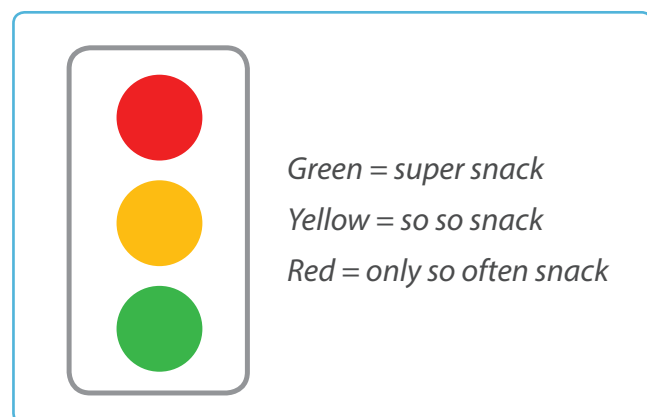 Green = super snack
Yellow = so so snack
Red = only so often snack